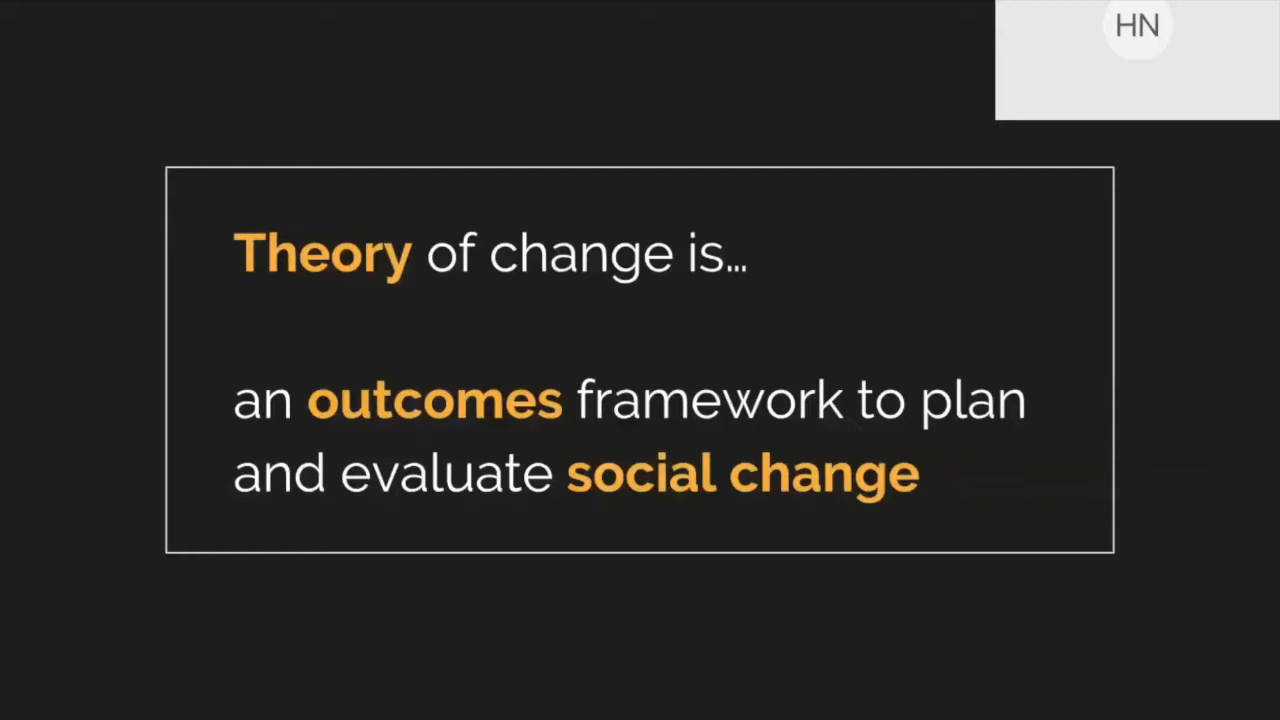 HN
Theory of change is…
an outcomes framework to plan
and evaluate social change